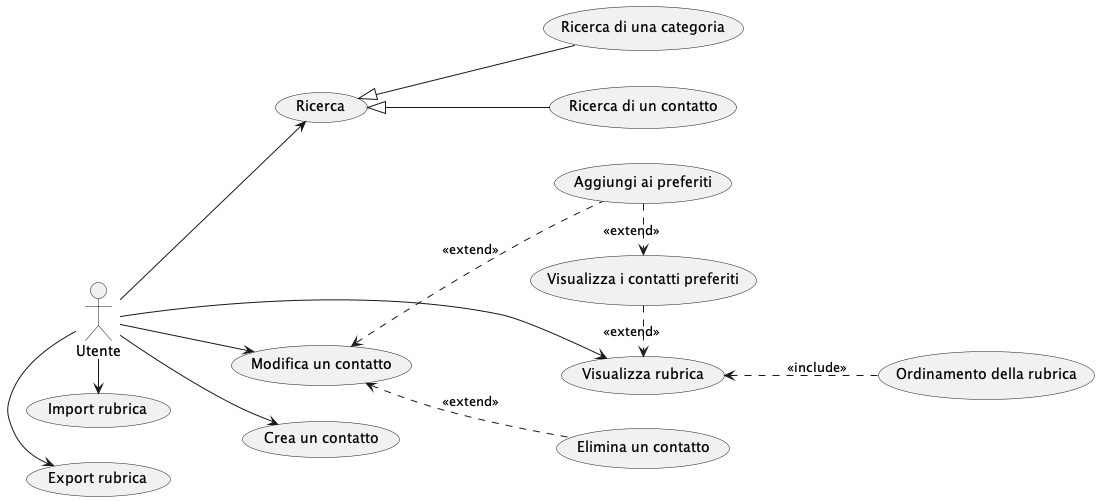 Ricerca di una categoria
Ricerca
Ricerca di un contatto
Aggiungi ai preferiti
«extend»
«extend»
Visualizza i contatti preferiti
«extend»
Utente
Modifica un contatto
Visualizza rubrica
«include»
Ordinamento della rubrica
«extend»
Import rubrica
Crea un contatto
Elimina un contatto
Export rubrica